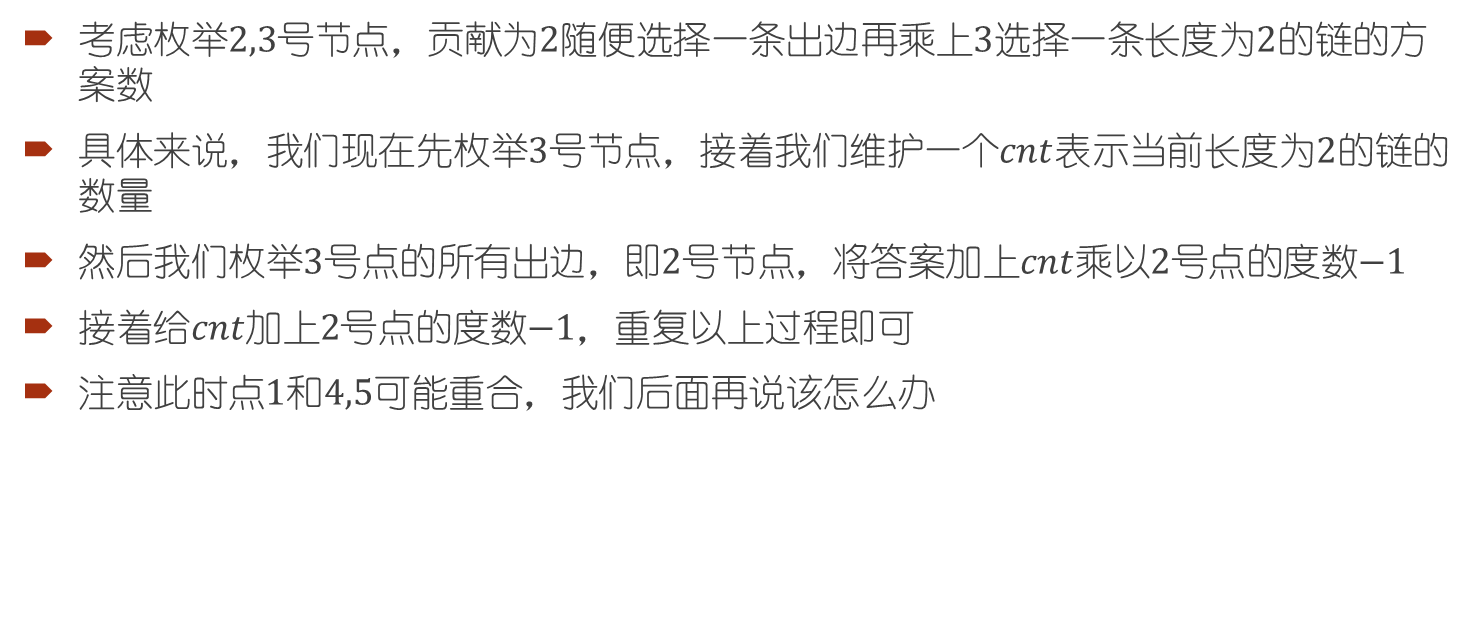 考虑枚举2,3号节点，贡献为2随便选择一条出边再乘上3选择一条长度为2的链的方
案数
具体来说，我们现在先枚举3号节点，接着我们维护一个cnt表示当前长度为2的链的
数量
然后我们枚举3号点的所有出边，即2号节点，将答案加上cnt乘以2号点的度数−1
接着给cnt加上2号点的度数−1，重复以上过程即可
注意此时点1和4,5可能重合，我们后面再说该怎么办